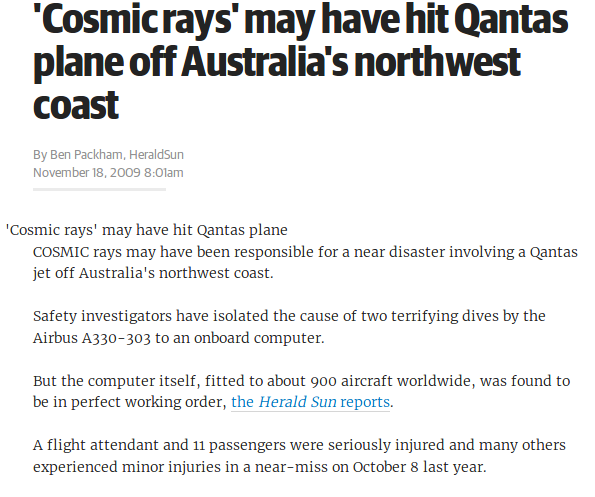 'Cosmic rays' may have hit Qantas
plane off Australia's northwest
coast
By Ben Packham, HeraldSun
November 18, 2009 8:01am
'Cosmic rays' may have hit Qantas plane
COSMIC rays may have been responsible for a near disaster involving a Qantas
jet off Australia's northwest coast.
Safety investigators have isolated the cause of two terrifying dives by the
Airbus A330-303 to an onboard computer.
But the computer itself, fitted to about 900 aircraft worldwide, was found to
be in perfect working order, the Herald Sun reports.
A flight attendant and 11 passengers were seriously injured and many others
experienced minor injuries in a near-miss on October 8 last year.